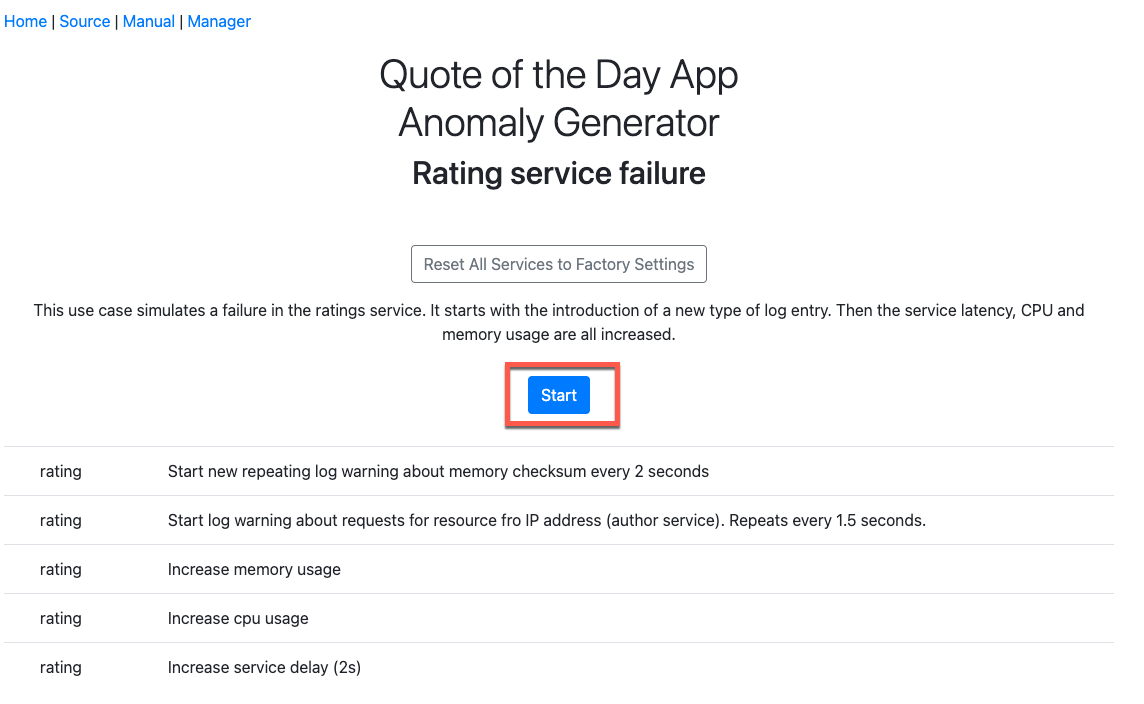 Home | Source | Manual | Manager
Quote of the Day App
Anomaly Generator
Rating service failure
Reset All Services to Factory Settings
This use case simulates a failure in the ratings service. It starts with the introduction of a new type of log entry. Then the service latency, CPU and
memory usage are all increased.
Start
rating Start new repeating log warning about memory checksum every 2 seconds
rating Start log warning about requests for resource fro IP address (author service). Repeats every 1.5 seconds.
rating Increase memory usage
rating Increase cpu usage
rating Increase service delay (2s)